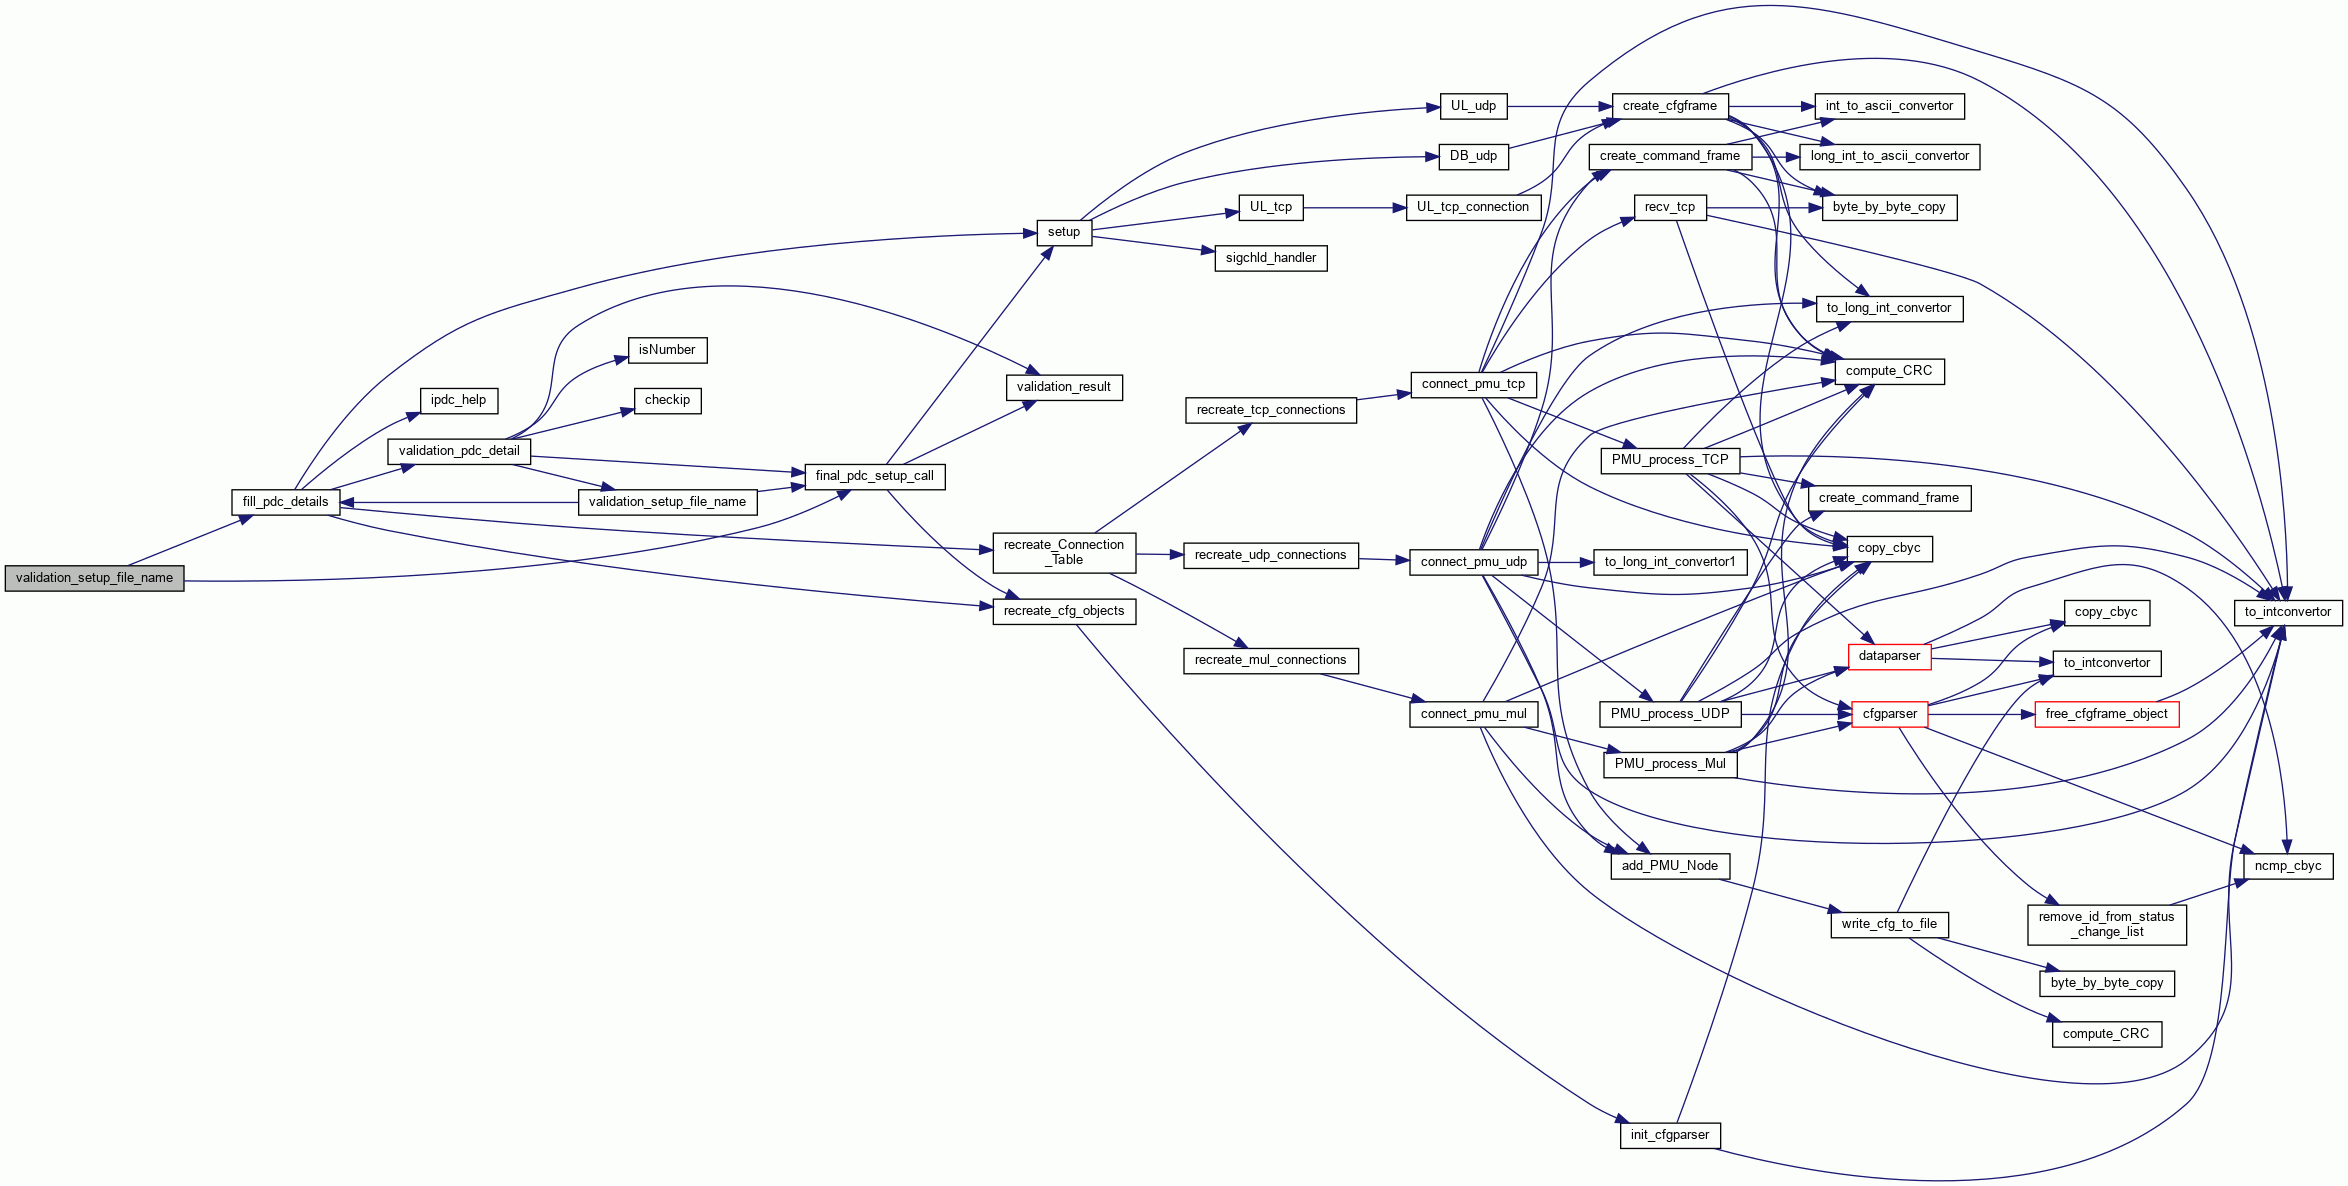 validation_setup_file_name
fill_pdc_details
ipdc_help
validation_pdc_detail
isNumber
checkip
validation_setup_file_name
final_pdc_setup_call
setup
validation_result
recreate_Connection
_Table
recreate_cfg_objects
UL_tcp
sigchld_handler
recreate_tcp_connections
recreate_udp_connections
recreate_mul_connections
UL_udp
DB_udp
UL_tcp_connection
connect_pmu_tcp
connect_pmu_udp
connect_pmu_mul
create_cfgframe
create_command_frame
recv_tcp
PMU_process_TCP
to_long_int_convertor1
PMU_process_UDP
PMU_process_Mul
add_PMU_Node
init_cfgparser
int_to_ascii_convertor
long_int_to_ascii_convertor
byte_by_byte_copy
to_long_int_convertor
compute_CRC
create_command_frame
copy_cbyc
dataparser
cfgparser
write_cfg_to_file
copy_cbyc
to_intconvertor
free_cfgframe_object
remove_id_from_status
_change_list
byte_by_byte_copy
compute_CRC
to_intconvertor
ncmp_cbyc